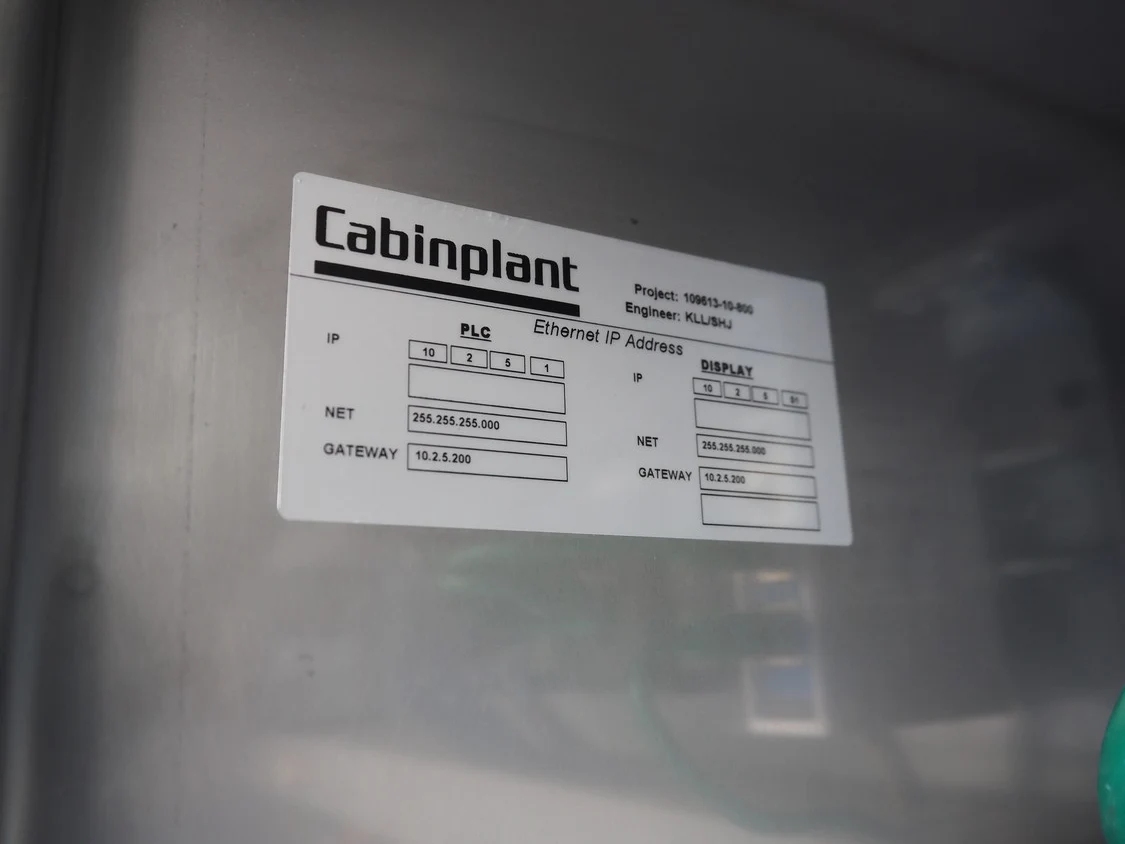 Cabinplant
Project: 109613-10-800
Engineer: KLL/SHJ
Ethernet IP Address
PLC
IP 10 2 5 1
NET 255.255.255.000
GATEWAY 10.2.5.200
DISPLAY
IP 10 2 5
NET 255.255.255.000
GATEWAY 10.2.5.200